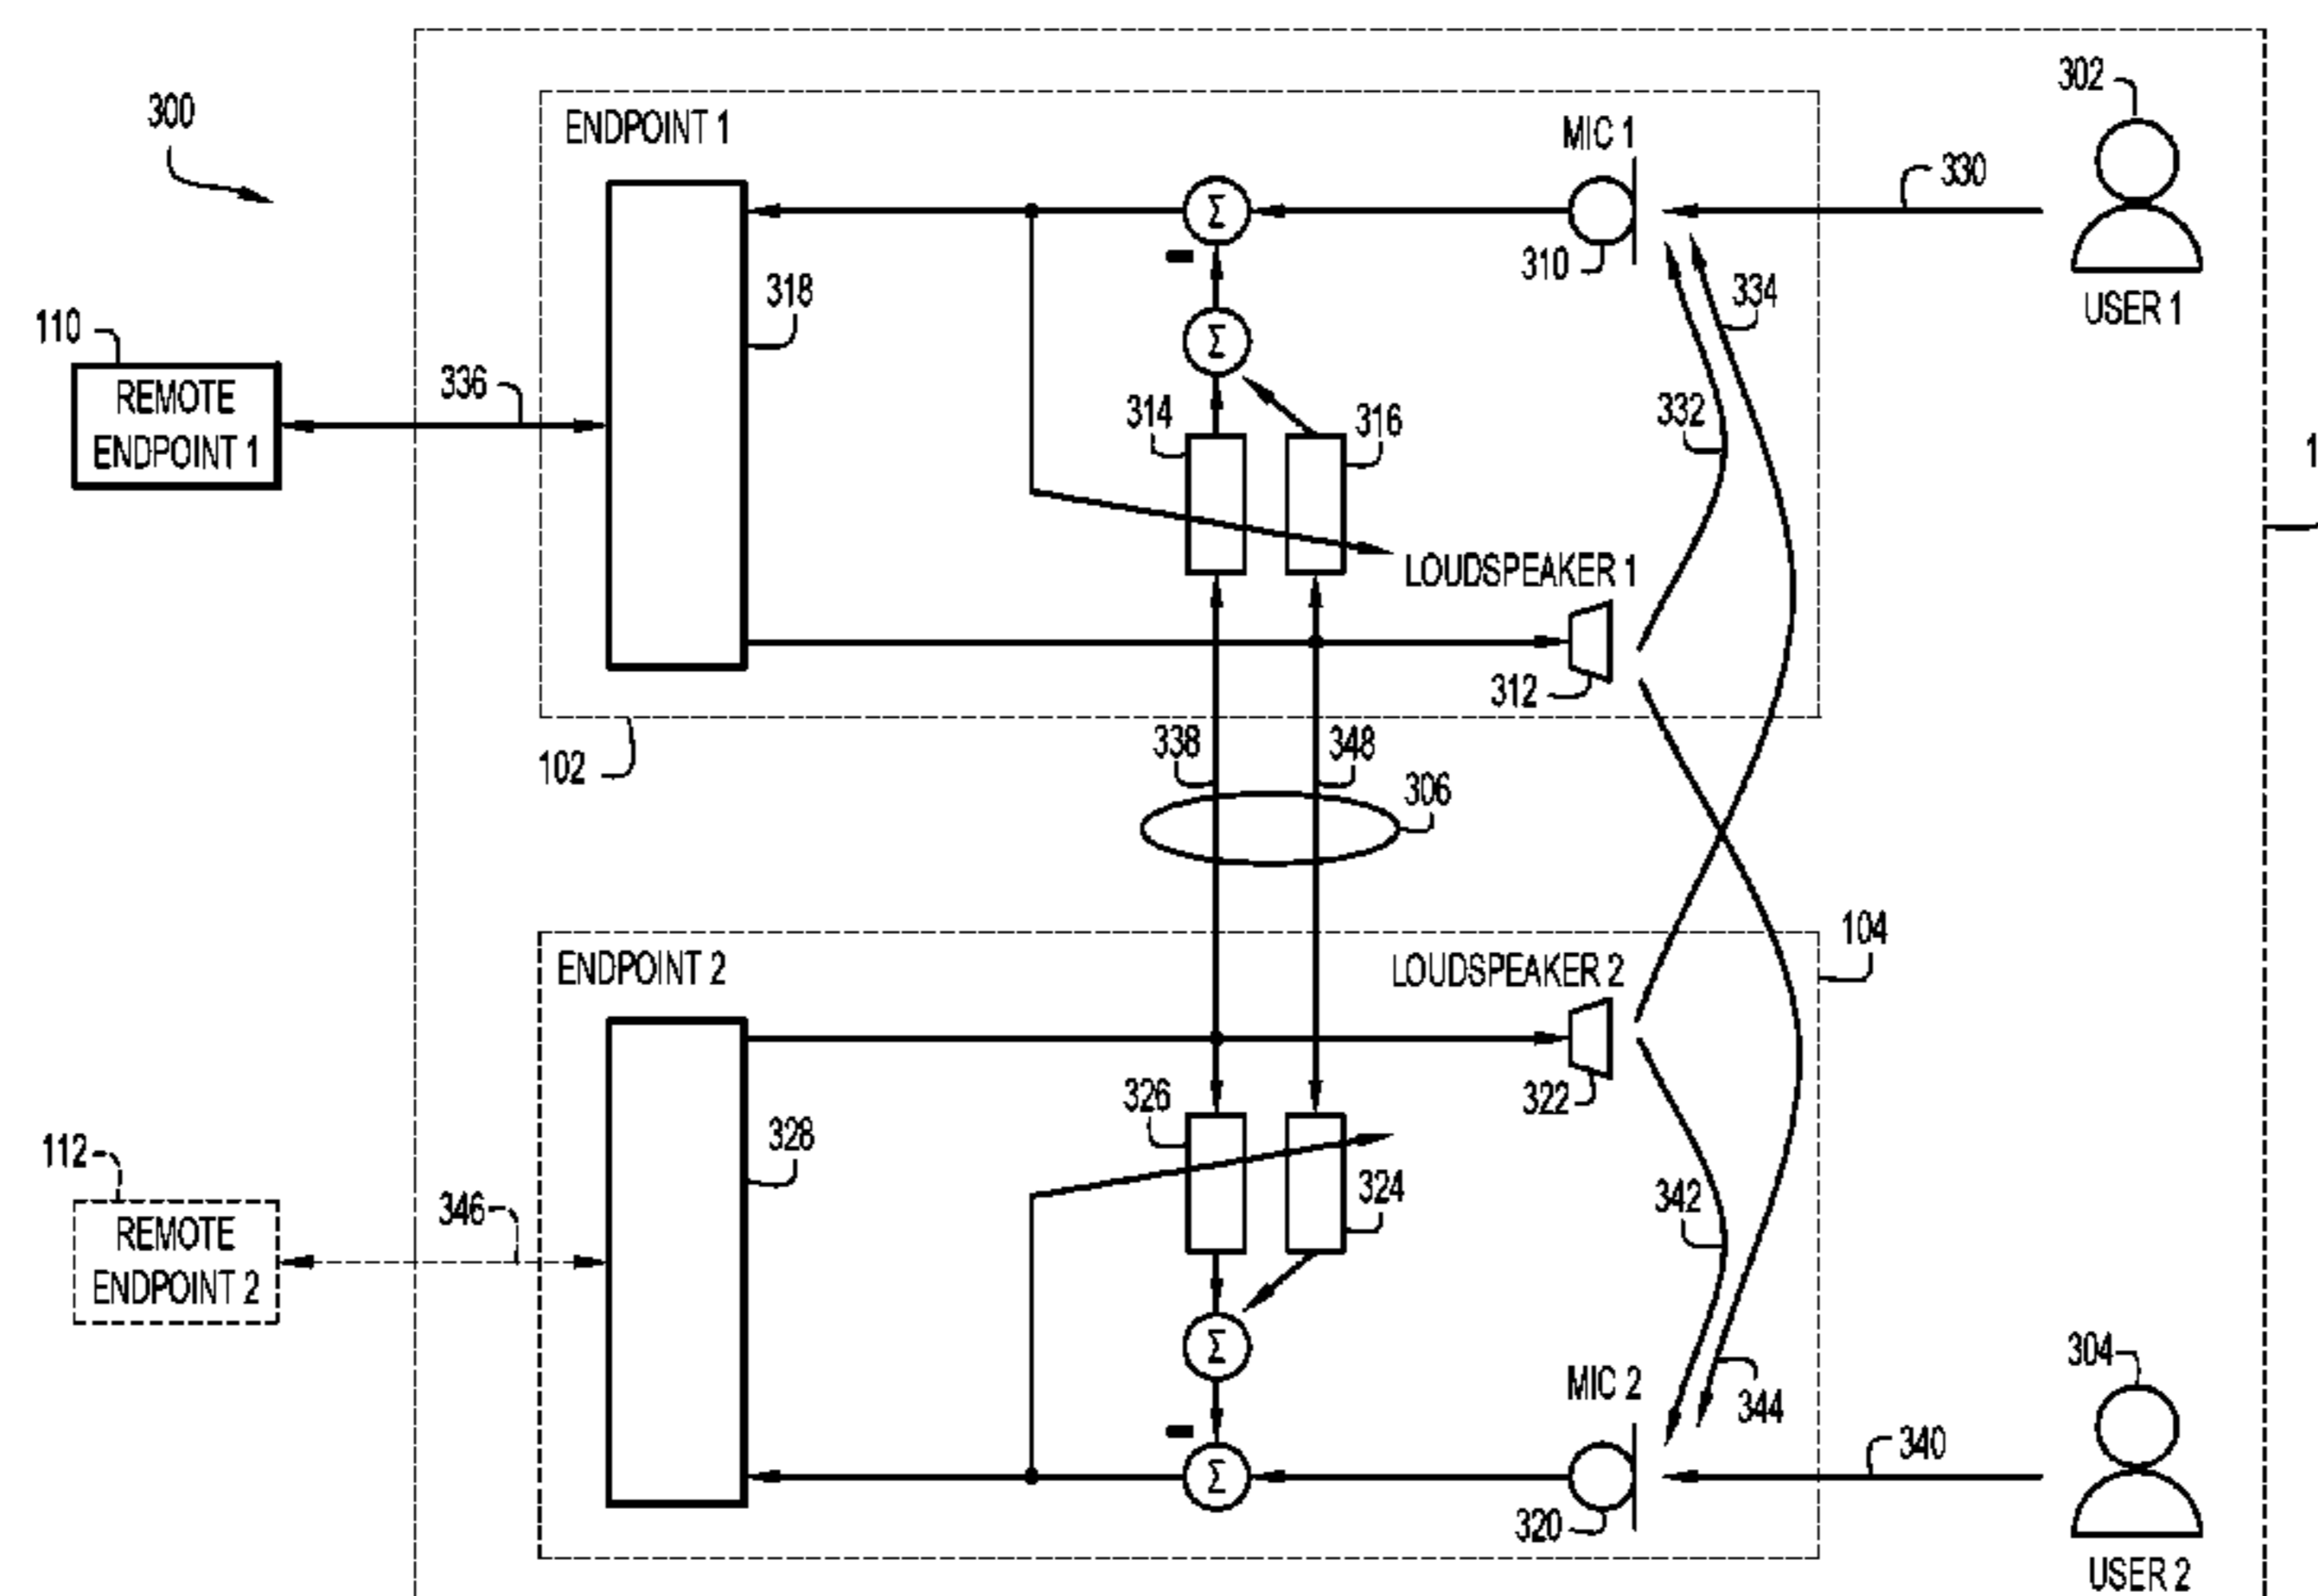 300
302
ENDPOINT 1
MIC 1
330
Σ
310
334
USER 1
318
110
REMOTE
ENDPOINT 1
336
Σ
314
316
332
LOUDSPEAKER 1
312
102
338
348
306
104
ENDPOINT 2
LOUDSPEAKER 2
322
326
328
324
342
112
REMOTE
ENDPOINT 2
346
Σ
MIC 2
344
304
340
Σ
320
USER 2